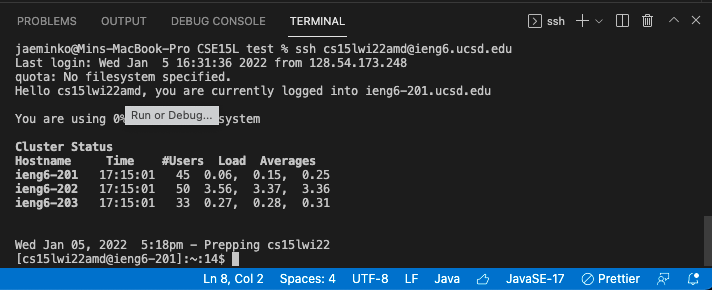 PROBLEMS OUTPUT DEBUG CONSOLE TERMINAL ssh
jaeminko@Mins-MacBook-Pro CSE15L test % ssh cs15lwi22amd@ieng6.ucsd.edu
Last login: Wed Jan  5 16:31:36 2022 from 128.54.173.248
quota: No filesystem specified.
Hello cs15lwi22amd, you are currently logged into ieng6-201.ucsd.edu
You are using 0% Run or Debug... system
Cluster Status
Hostname     Time    #Users  Load  Averages
ieng6-201   17:15:01   45  0.06,  0.15,  0.25
ieng6-202   17:15:01   50  3.56,  3.37,  3.36
ieng6-203   17:15:01   33  0.27,  0.28,  0.31
Wed Jan 05, 2022  5:18pm - Prepping cs15lwi22
[cs15lwi22amd@ieng6-201]:~:14$
Ln 8, Col 2 Spaces: 4 UTF-8 LF Java JavaSE-17 Prettier